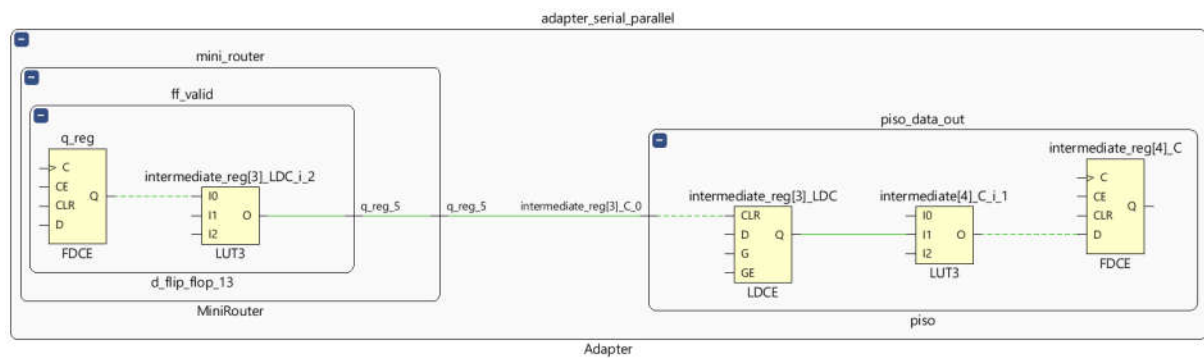 adapter_serial_parallel
mini_router
ff_valid
q_reg
C
CE
CLR
D
Q
FDCE
intermediate_reg[3]_LDC_i_2
I0
I1
I2
O
LUT3
d_flip_flop_13
MiniRouter
q_reg_5
q_reg_5
intermediate_reg[3]_C_0
piso_data_out
intermediate_reg[3]_LDC
CLR
D
G
GE
Q
LDCE
intermediate[4]_C_i_1
I0
I1
I2
O
LUT3
intermediate_reg[4]_C
C
CE
CLR
D
Q
FDCE
piso
Adapter